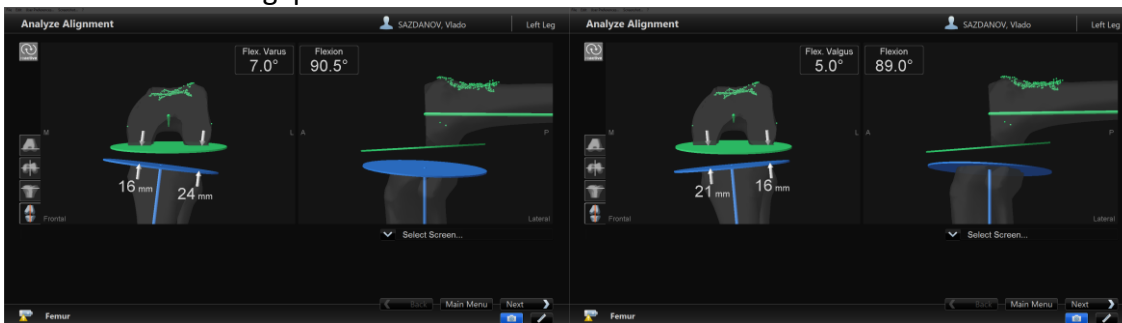 Analyze Alignment
SAZDANOV, Vlado
Left Leg
Flex. Varus
7.0°
Flexion
90.5°
M
L
A
P
16 mm
24 mm
Frontal
Lateral
Select Screen...
Back
Main Menu
Next
Femur
Analyze Alignment
SAZDANOV, Vlado
Left Leg
Flex. Valgus
5.0°
Flexion
89.0°
M
L
A
P
21 mm
16 mm
Frontal
Lateral
Select Screen...
Back
Main Menu
Next
Femur